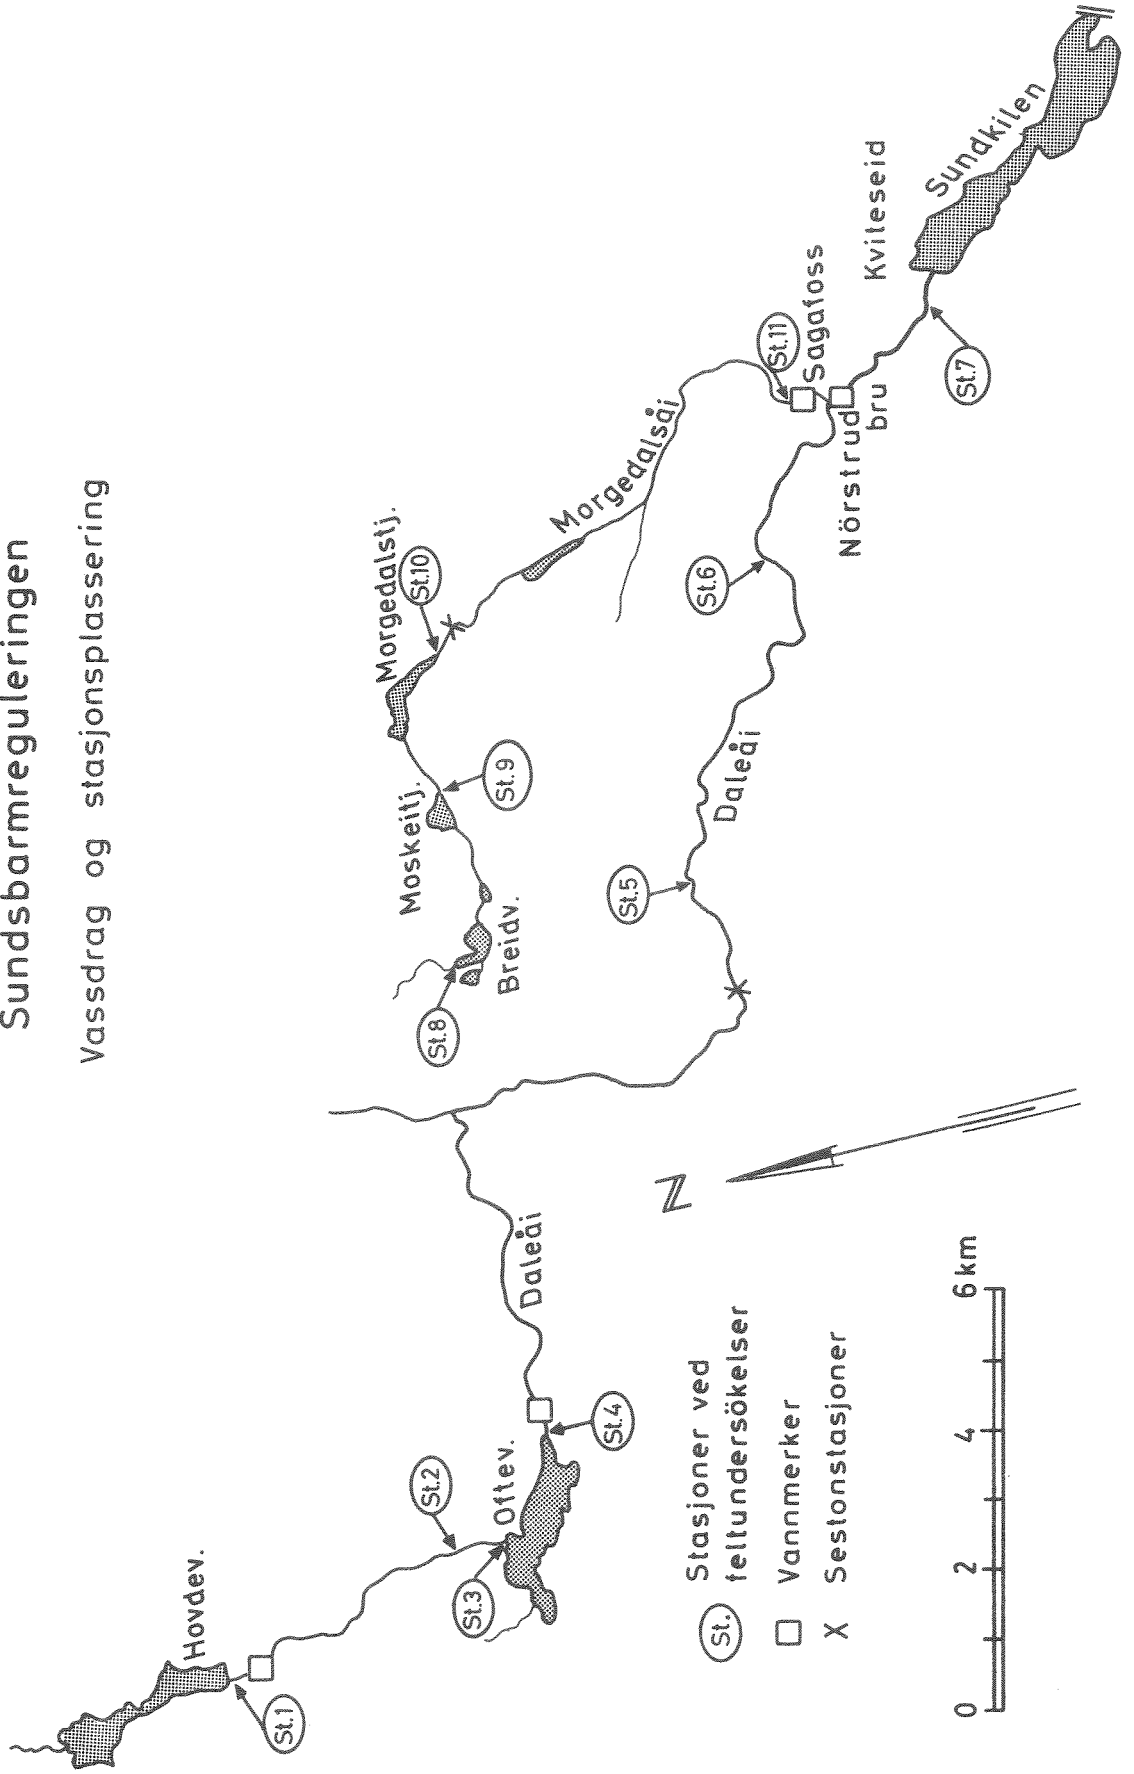 Sundsbarmreguleringen
Vassdrag og stasjonsplassering
Hovdev.
St.1
St.2
St.3
Oftev.
St.4
Daleåi
St.8
Breidv.
Moskeitj.
St.9
Morgedalstj.
St.10
Morgedalsåi
St.5
Daleåi
St.6
St.11
Sagafoss
Nörstrud
bru
Kviteseid
St.7
Sundkilen
N
St.
Stasjoner ved
feltundersökelser
Vannmerker
X Sestonstasjoner
0 2 4 6 km